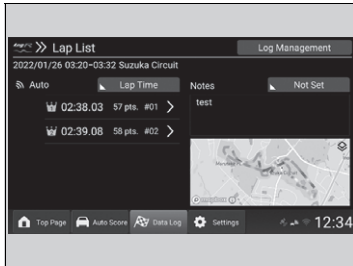 Lap List
Log Management
2022/01/26 03:20-03:32 Suzuka Circuit
Auto
Lap Time
Notes
Not Set
02:38.03 57 pts. #01
02:39.08 58 pts. #02
test
Top Page
Auto Score
Data Log
Settings
12:34